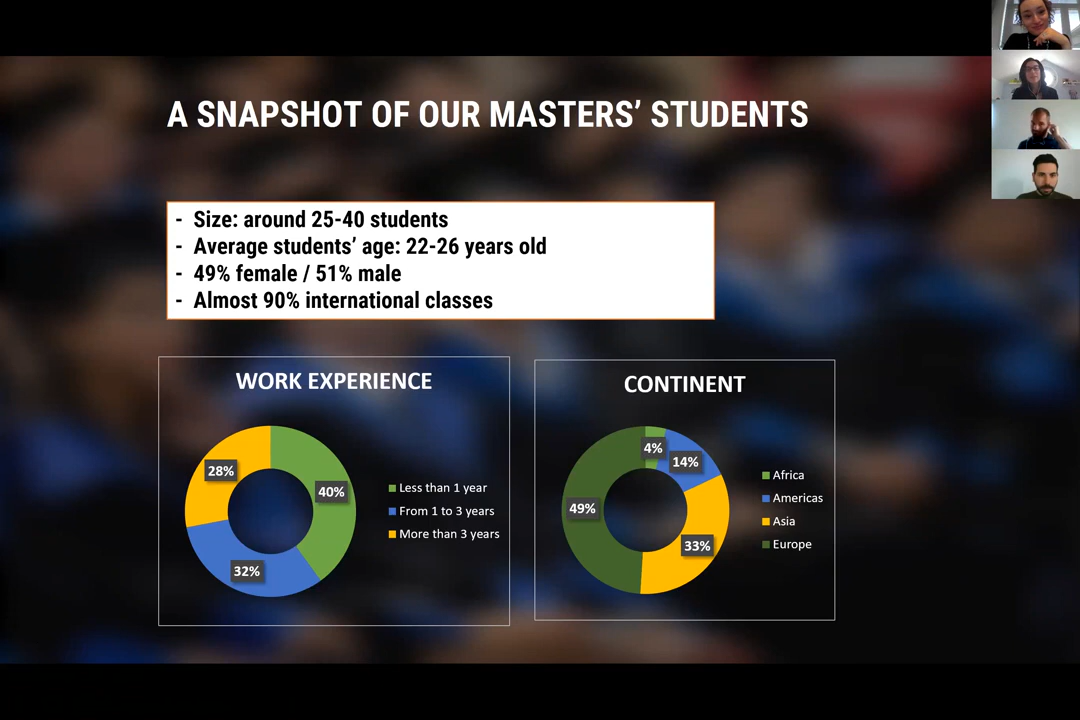 A SNAPSHOT OF OUR MASTERS’ STUDENTS
- Size: around 25-40 students
- Average students’ age: 22-26 years old
- 49% female / 51% male
- Almost 90% international classes
WORK EXPERIENCE
28%
40%
32%
Less than 1 year
From 1 to 3 years
More than 3 years
CONTINENT
4%
14%
49%
33%
Africa
Americas
Asia
Europe